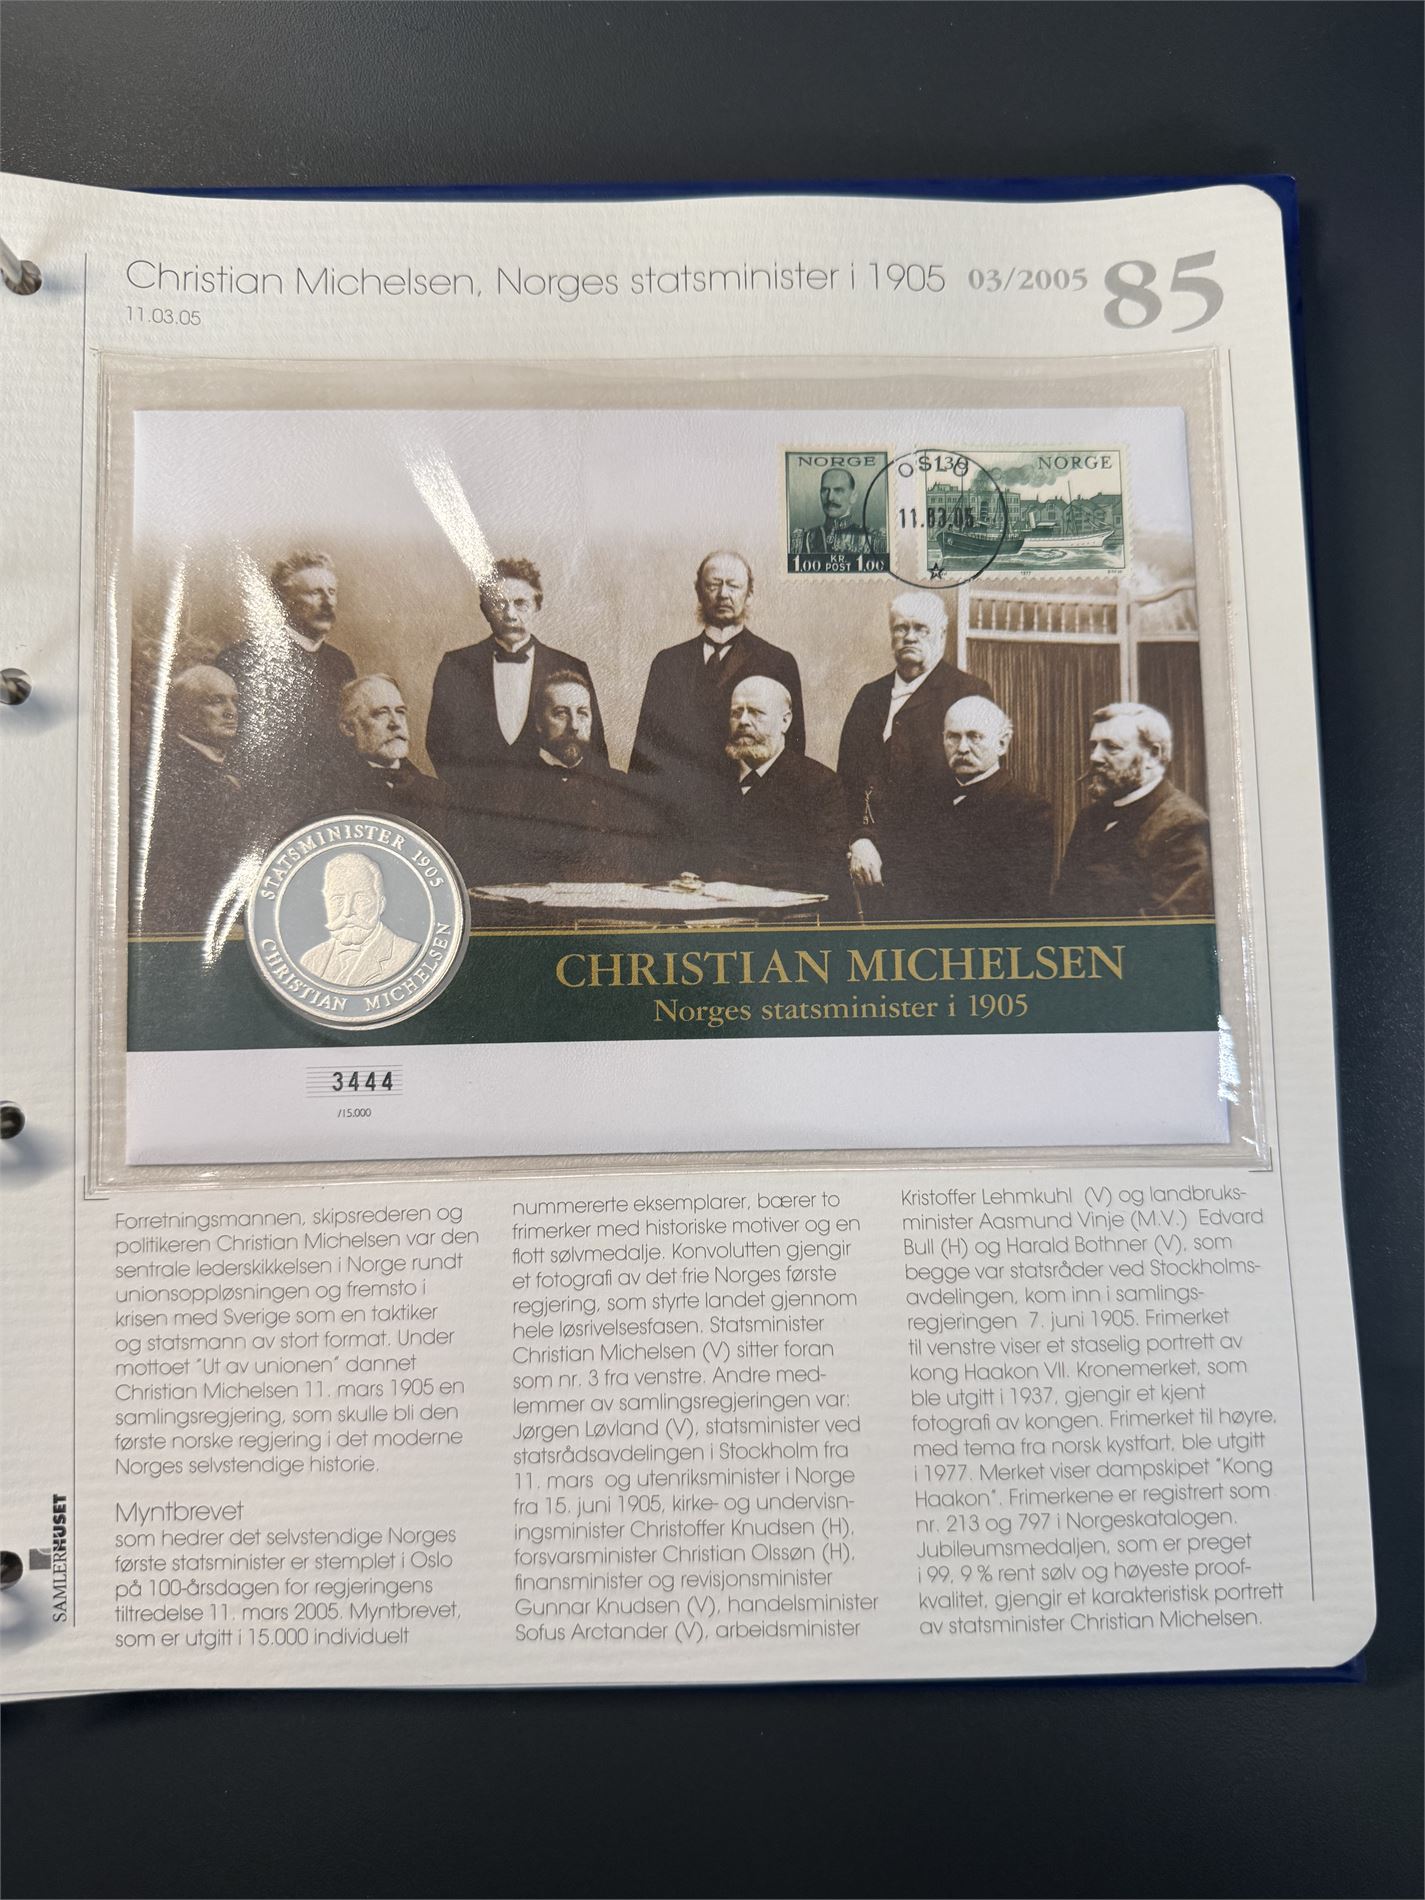 Christian Michelsen, Norges statsminister i 1905 03/2005 85
11.03.05
NORGE
KR
1,00 POST 1,00
OSLO
11.03.05
1,30 NORGE
1977
STATSMINISTER 1905
CHRISTIAN MICHELSEN
CHRISTIAN MICHELSEN
Norges statsminister i 1905
3444
/15.000
Forretningsmannen, skipsrederen og
politikeren Christian Michelsen var den
sentrale lederskikkelsen i Norge rundt
unionsoppløsningen og fremsto i
krisen med Sverige som en taktiker
og statsmann av stort format. Under
mottoet "Ut av unionen" dannet
Christian Michelsen 11. mars 1905 en
samlingsregjering, som skulle bli den
første norske regjering i det moderne
Norges selvstendige historie.
Myntbrevet
som hedrer det selvstendige Norges
første statsminister er stemplet i Oslo
på 100-årsdagen for regjeringens
tiltredelse 11. mars 2005. Myntbrevet,
som er utgitt i 15.000 individuelt
nummererte eksemplarer, bærer to
frimerker med historiske motiver og en
flott sølvmedalje. Konvolutten gjengir
et fotografi av det frie Norges første
regjering, som styrte landet gjennom
hele løsrivelsesfasen. Statsminister
Christian Michelsen (V) sitter foran
som nr. 3 fra venstre. Andre med-
lemmer av samlingsregjeringen var:
Jørgen Løvland (V), statsminister ved
statsrådsavdelingen i Stockholm fra
11. mars og utenriksminister i Norge
fra 15. juni 1905, kirke- og undervisn-
ingsminister Christoffer Knudsen (H),
forsvarsminister Christian Olssøn (H),
finansminister og revisjonsminister
Gunnar Knudsen (V), handelsminister
Sofus Arctander (V), arbeidsminister
Kristoffer Lehmkuhl (V) og landbruks-
minister Aasmund Vinje (M.V.) Edvard
Bull (H) og Harald Bothner (V), som
begge var statsråder ved Stockholms-
avdelingen, kom inn i samlings-
regjeringen 7. juni 1905. Frimerket
til venstre viser et staselig portrett av
kong Haakon VII. Kronemerket, som
ble utgitt i 1937, gjengir et kjent
fotografi av kongen. Frimerket til høyre,
med tema fra norsk kystfart, ble utgitt
i 1977. Merket viser dampskipet "Kong
Haakon". Frimerkene er registrert som
nr. 213 og 797 i Norgeskatalogen.
Jubileumsmedaljen, som er preget
i 99, 9 % rent sølv og høyeste proof-
kvalitet, gjengir et karakteristisk portrett
av statsminister Christian Michelsen.
SAMLERHUSET